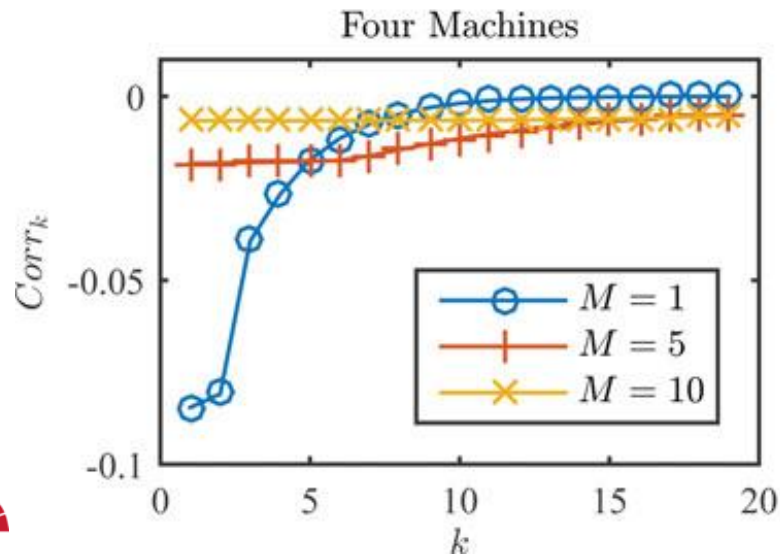 Four Machines
0
-0.05
-0.1
Corr_k
M = 1
M = 5
M = 10
0 5 10 15 20
k